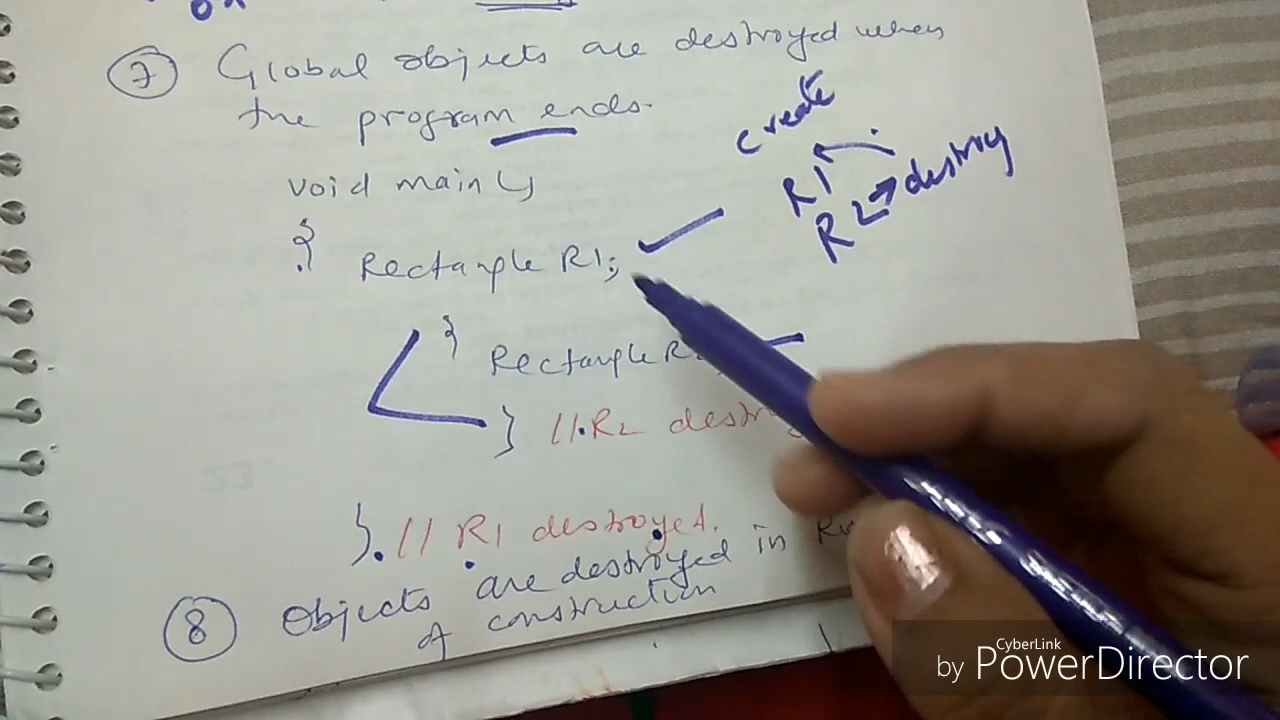 7 Global objects are destroyed when
the program ends.
create
void main()
R1
R2 → destroy
{
Rectangle R1;
{
Rectangle R
} // R2 destr
} // R1 destroyed.
8 Objects are destroyed in
of construction
CyberLink
by PowerDirector